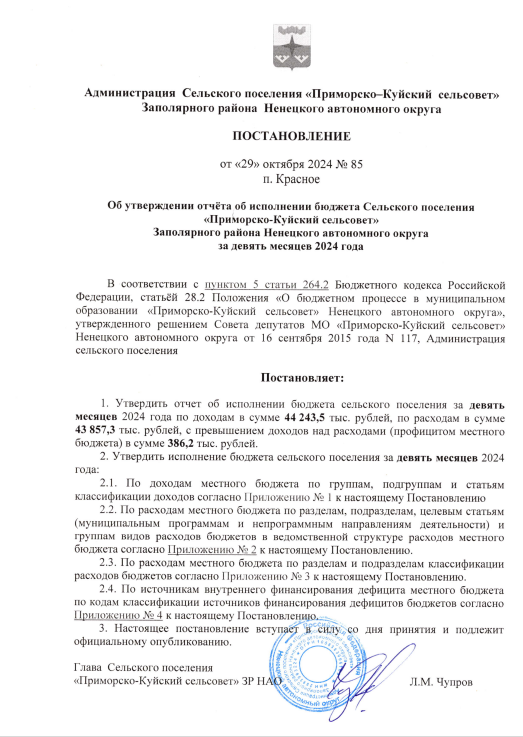 Администрация Сельского поселения «Приморско–Куйский сельсовет»
Заполярного района Ненецкого автономного округа
ПОСТАНОВЛЕНИЕ
от «29» октября 2024 № 85
п. Красное
Об утверждении отчёта об исполнении бюджета Сельского поселения
«Приморско-Куйский сельсовет»
Заполярного района Ненецкого автономного округа
за девять месяцев 2024 года
В соответствии с пунктом 5 статьи 264.2 Бюджетного кодекса Российской
Федерации, статьёй 28.2 Положения «О бюджетном процессе в муниципальном
образовании «Приморско-Куйский сельсовет» Ненецкого автономного округа»,
утвержденного решением Совета депутатов МО «Приморско-Куйский сельсовет»
Ненецкого автономного округа от 16 сентября 2015 года N 117, Администрация
сельского поселения
Постановляет:
1. Утвердить отчет об исполнении бюджета сельского поселения за девять
месяцев 2024 года по доходам в сумме 44 243,5 тыс. рублей, по расходам в сумме
43 857,3 тыс. рублей, с превышением доходов над расходами (профицитом местного
бюджета) в сумме 386,2 тыс. рублей.
2. Утвердить исполнение бюджета сельского поселения за девять месяцев 2024
года:
2.1. По доходам местного бюджета по группам, подгруппам и статьям
классификации доходов согласно Приложению № 1 к настоящему Постановлению
2.2. По расходам местного бюджета по разделам, подразделам, целевым статьям
(муниципальным программам и непрограммным направлениям деятельности) и
группам видов расходов бюджетов в ведомственной структуре расходов местного
бюджета согласно Приложению № 2 к настоящему Постановлению.
2.3. По расходам местного бюджета по разделам и подразделам классификации
расходов бюджетов согласно Приложению № 3 к настоящему Постановлению.
2.4. По источникам внутреннего финансирования дефицита местного бюджета
по кодам классификации источников финансирования дефицитов бюджетов согласно
Приложению № 4 к настоящему Постановлению.
3. Настоящее постановление вступает в силу со дня принятия и подлежит
официальному опубликованию.
Глава Сельского поселения
«Приморско-Куйский сельсовет» ЗР НАО Л.М. Чупров